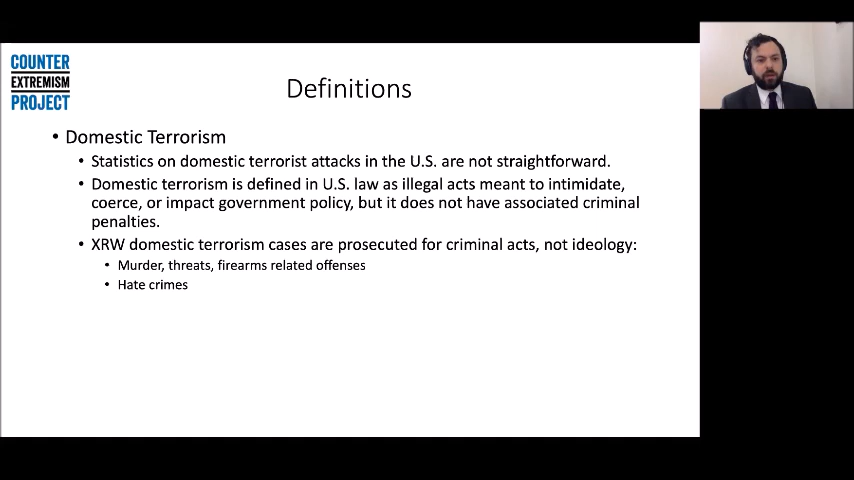 COUNTER
EXTREMISM
PROJECT
Definitions
• Domestic Terrorism
• Statistics on domestic terrorist attacks in the U.S. are not straightforward.
• Domestic terrorism is defined in U.S. law as illegal acts meant to intimidate,
coerce, or impact government policy, but it does not have associated criminal
penalties.
• XRW domestic terrorism cases are prosecuted for criminal acts, not ideology:
• Murder, threats, firearms related offenses
• Hate crimes